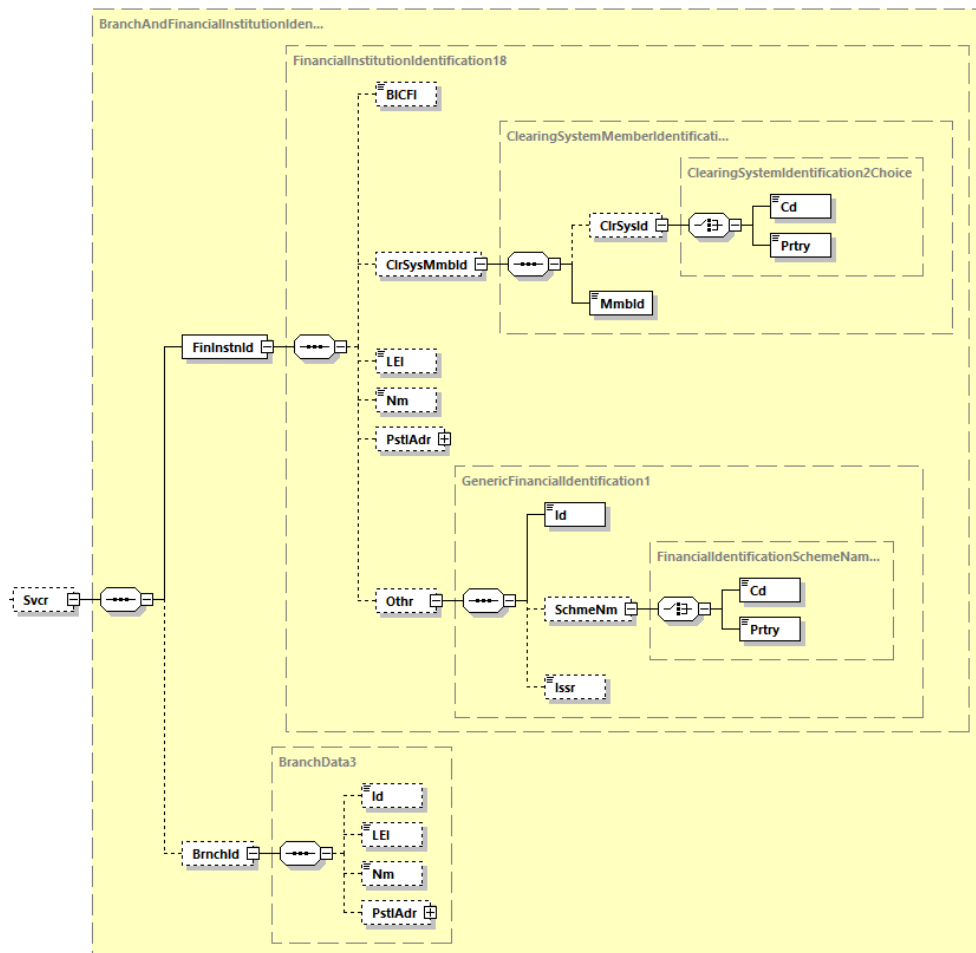 BranchAndFinancialInstitutionIden...
FinancialInstitutionIdentification18
BICFI
ClearingSystemMemberIdentificati...
ClearingSystemIdentification2Choice
Cd
ClrSysId
Prtry
ClrSysMmbId
MmbId
FinInstnId
LEI
Nm
PstlAdr
GenericFinancialIdentification1
Id
FinancialIdentificationSchemeNam...
Cd
Svcr
Othr
SchmeNm
Prtry
Issr
BranchData3
Id
LEI
BrnchId
Nm
PstlAdr